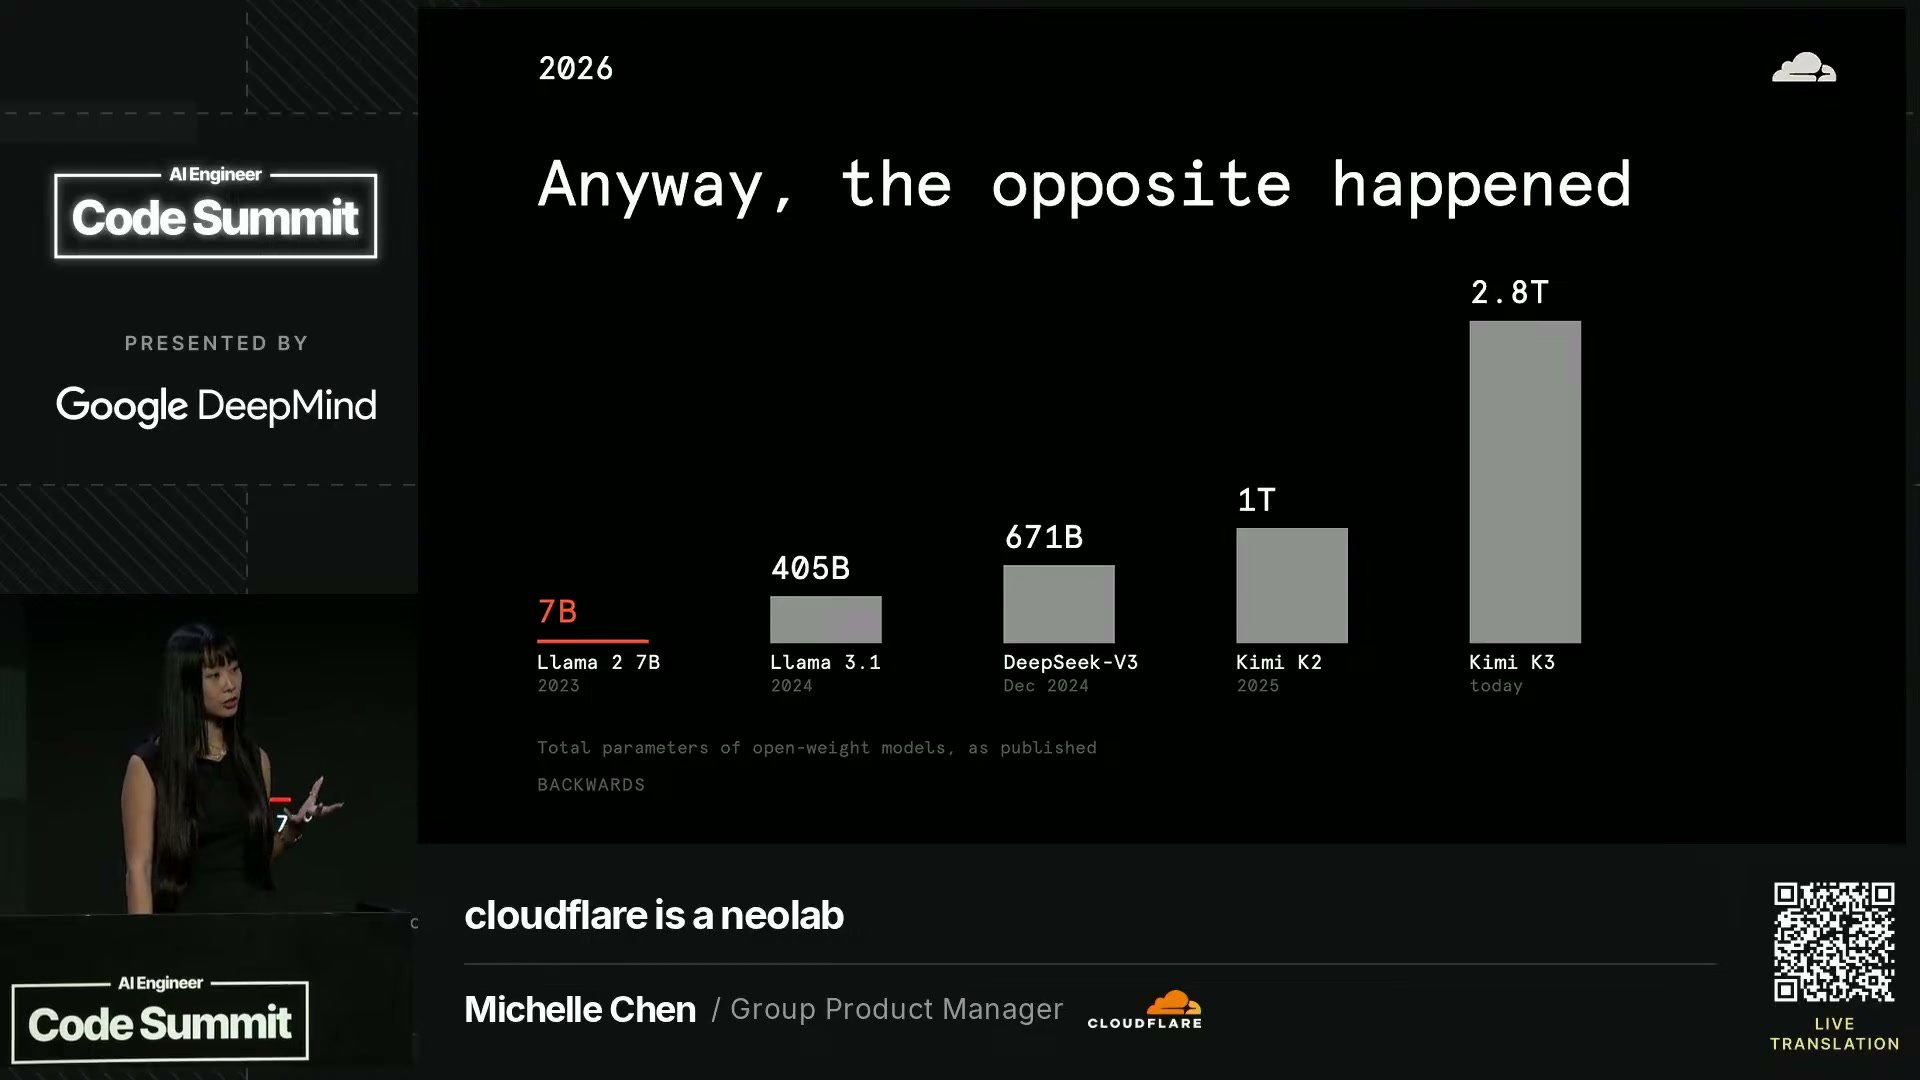 AI Engineer
Code Summit
PRESENTED BY
Google DeepMind
2026
Anyway, the opposite happened
7B
Llama 2 7B
2023
405B
Llama 3.1
2024
671B
DeepSeek-V3
Dec 2024
1T
Kimi K2
2025
2.8T
Kimi K3
today
Total parameters of open-weight models, as published
BACKWARDS
7
AI Engineer
Code Summit
cloudflare is a neolab
Michelle Chen / Group Product Manager
CLOUDFLARE
LIVE
TRANSLATION